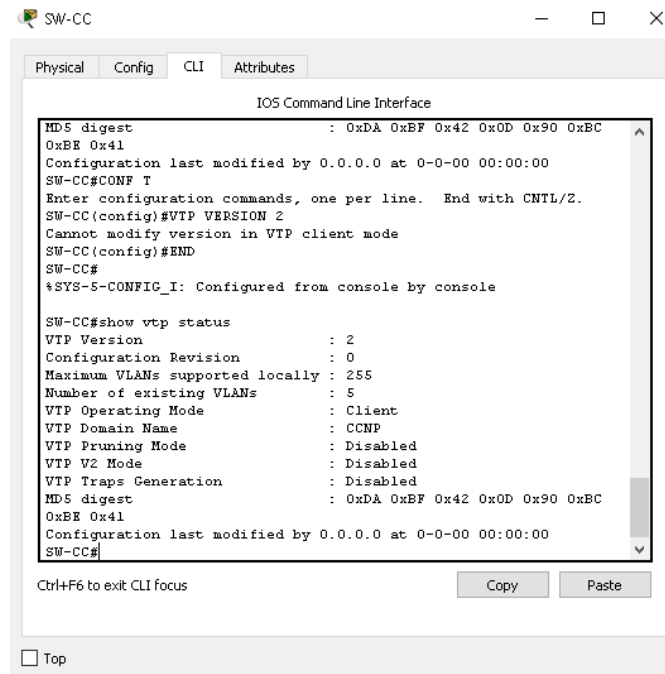 SW-CC
Physical Config CLI Attributes
IOS Command Line Interface
MD5 digest : 0xDA 0xBF 0x42 0x0D 0x90 0xBC
0xBE 0x41
Configuration last modified by 0.0.0.0 at 0-0-00 00:00:00
SW-CC#CONF T
Enter configuration commands, one per line. End with CNTL/Z.
SW-CC(config)#VTP VERSION 2
Cannot modify version in VTP client mode
SW-CC(config)#END
SW-CC#
%SYS-5-CONFIG_I: Configured from console by console
SW-CC#show vtp status
VTP Version : 2
Configuration Revision : 0
Maximum VLANs supported locally : 255
Number of existing VLANs : 5
VTP Operating Mode : Client
VTP Domain Name : CCNP
VTP Pruning Mode : Disabled
VTP V2 Mode : Disabled
VTP Traps Generation : Disabled
MD5 digest : 0xDA 0xBF 0x42 0x0D 0x90 0xBC
0xBE 0x41
Configuration last modified by 0.0.0.0 at 0-0-00 00:00:00
SW-CC#
Ctrl+F6 to exit CLI focus Copy Paste
Top